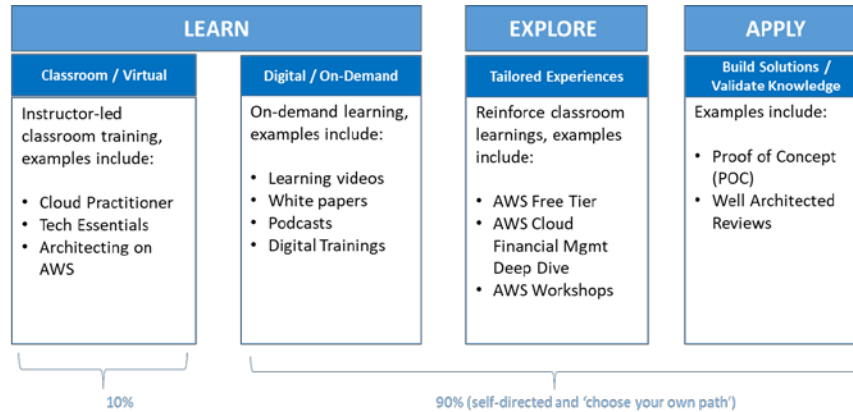 LEARN
EXPLORE
APPLY
Classroom / Virtual
Instructor-led
classroom training,
examples include:
• Cloud Practitioner
• Tech Essentials
• Architecting on
AWS
Digital / On-Demand
On-demand learning,
examples include:
• Learning videos
• White papers
• Podcasts
• Digital Trainings
Tailored Experiences
Reinforce classroom
learnings, examples
include:
• AWS Free Tier
• AWS Cloud
Financial Mgmt
Deep Dive
• AWS Workshops
Build Solutions /
Validate Knowledge
Examples include:
• Proof of Concept
(POC)
• Well Architected
Reviews
10%
90% (self-directed and ‘choose your own path’)